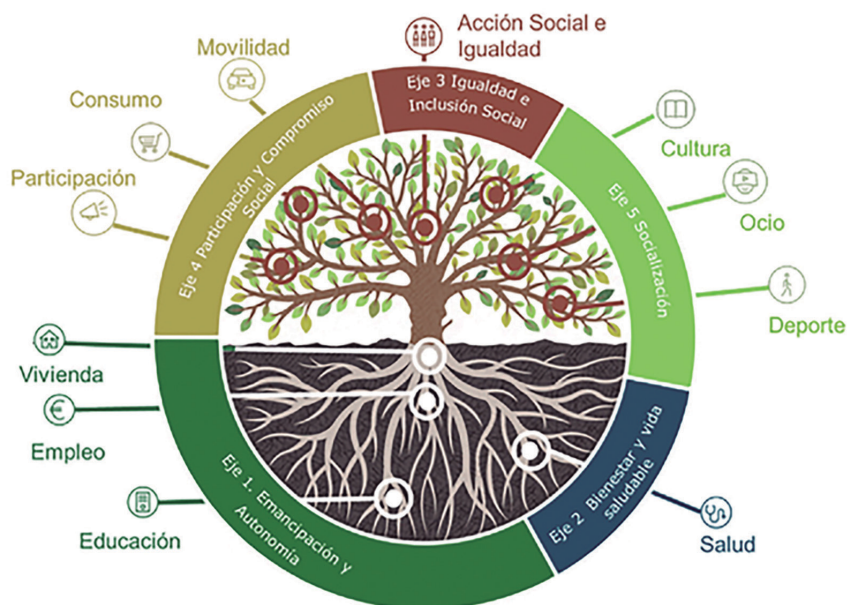 Acción Social e
Igualdad
Movilidad
Consumo
Participación
Eje 3 Igualdad e
Inclusión Social
Eje 4 Participación y Compromiso
Social
Eje 5 Socialización
Cultura
Ocio
Deporte
Vivienda
Empleo
Educación
Eje 1. Emancipación y
Autonomía
Eje 2 Bienestar y vida
saludable
Salud